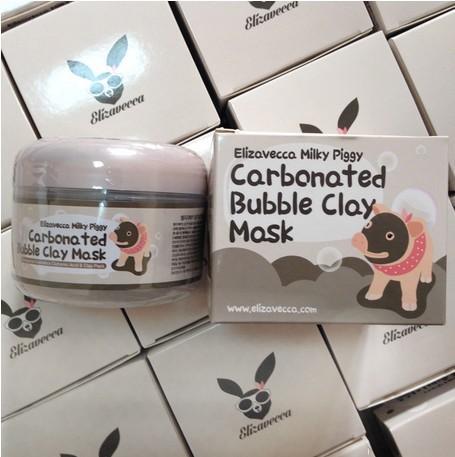 Elizavecca
Elizavecca
Elizavecca Milky Piggy
Carbonated
Bubble Clay
Mask
www.elizavecca.com
Elizavecca Milky Piggy
Carbonated
Bubble Clay Mask
Elizavecca
Elizavecca
Elizavecca